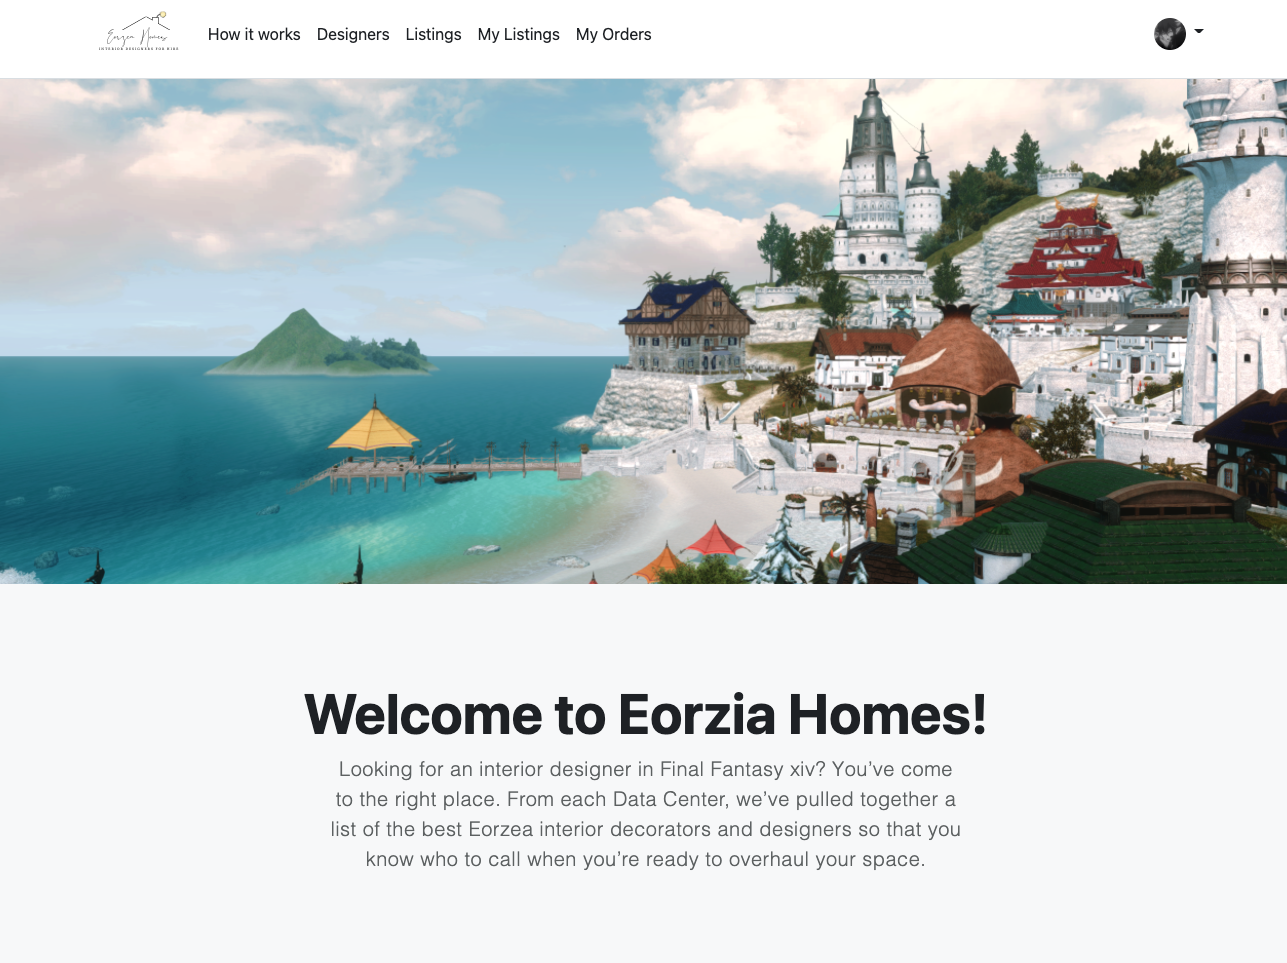 Eorzea Homes
INTERIOR DESIGNERS FOR HIRE
How it works Designers Listings My Listings My Orders
Welcome to Eorzia Homes!
Looking for an interior designer in Final Fantasy xiv? You’ve come
to the right place. From each Data Center, we’ve pulled together a
list of the best Eorzea interior decorators and designers so that you
know who to call when you’re ready to overhaul your space.